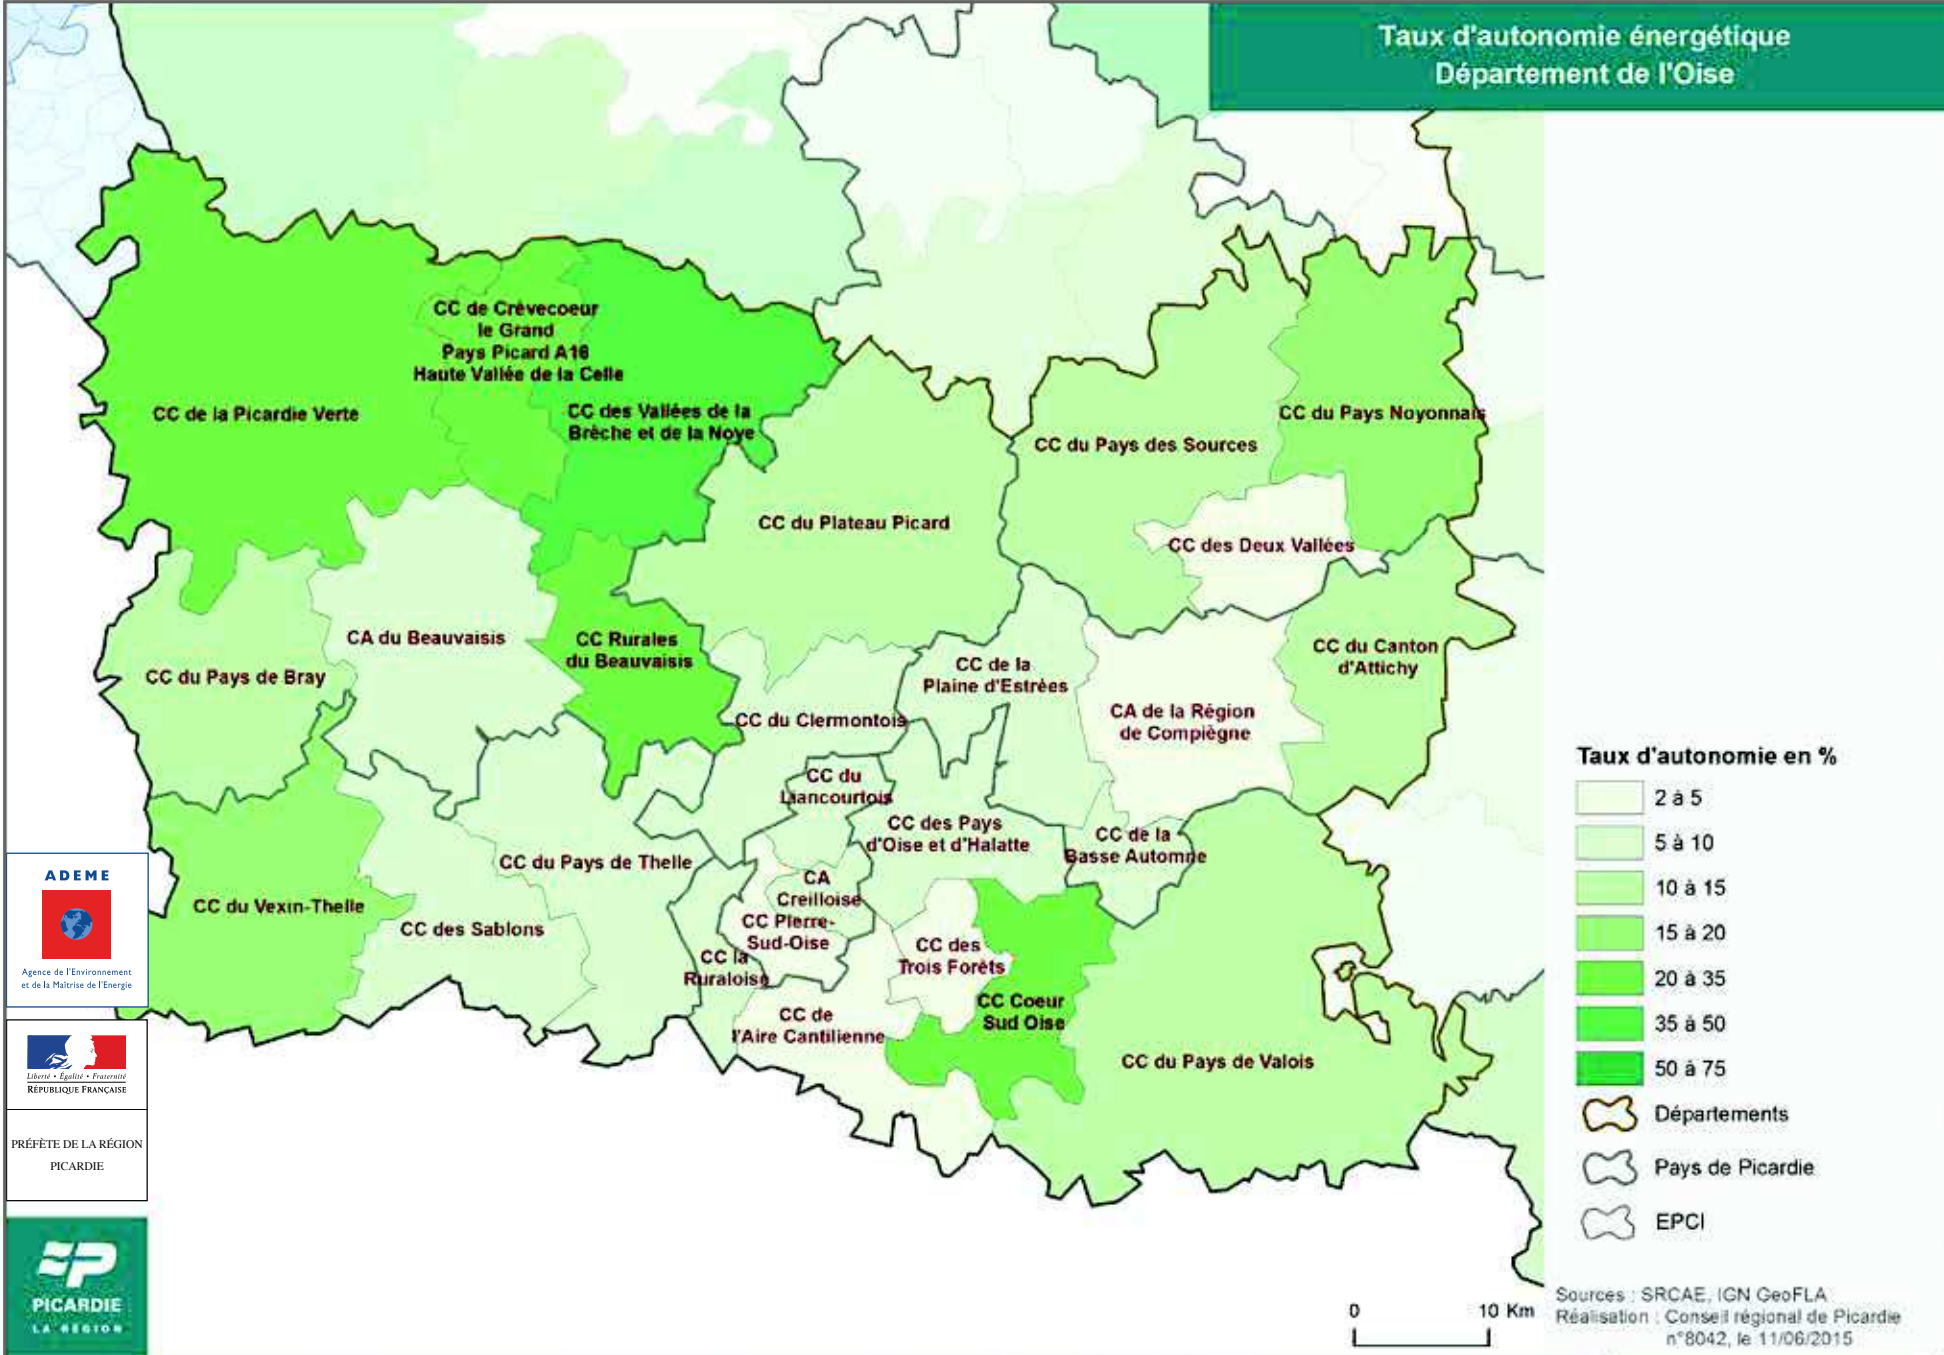 Taux d'autonomie énergétique
Département de l'Oise
CC de Crèvecoeur
le Grand
Pays Picard A16
Haute Vallée de la Celle
CC de la Picardie Verte
CC des Vallées de la
Brèche et de la Noye
CC du Pays Noyonnais
CC du Pays des Sources
CC du Plateau Picard
CC des Deux Vallées
CA du Beauvaisis
CC Rurales
du Beauvaisis
CC du Pays de Bray
CC de la
Plaine d'Estrées
CC du Canton
d'Attichy
CC du Clermontois
CA de la Région
de Compiègne
CC du
Liancourtois
CC des Pays
d'Oise et d'Halatte
CC de la
Basse Automne
CC du Pays de Thelle
CA
Creilloise
CC du Vexin-Thelle
CC des Sablons
CC Pierre-
Sud-Oise
CC la
Ruraloise
CC des
Trois Forêts
CC Coeur
Sud Oise
CC de
l'Aire Cantilienne
CC du Pays de Valois
Taux d'autonomie en %
2 à 5
5 à 10
10 à 15
15 à 20
20 à 35
35 à 50
50 à 75
Départements
Pays de Picardie
EPCI
0 10 Km
Sources : SRCAE, IGN GeoFLA
Réalisation : Conseil régional de Picardie
n°8042, le 11/06/2015
ADEME
Agence de l'Environnement
et de la Maîtrise de l'Energie
Liberté • Égalité • Fraternité
RÉPUBLIQUE FRANÇAISE
PRÉFÈTE DE LA RÉGION
PICARDIE
PICARDIE
LA RÉGION